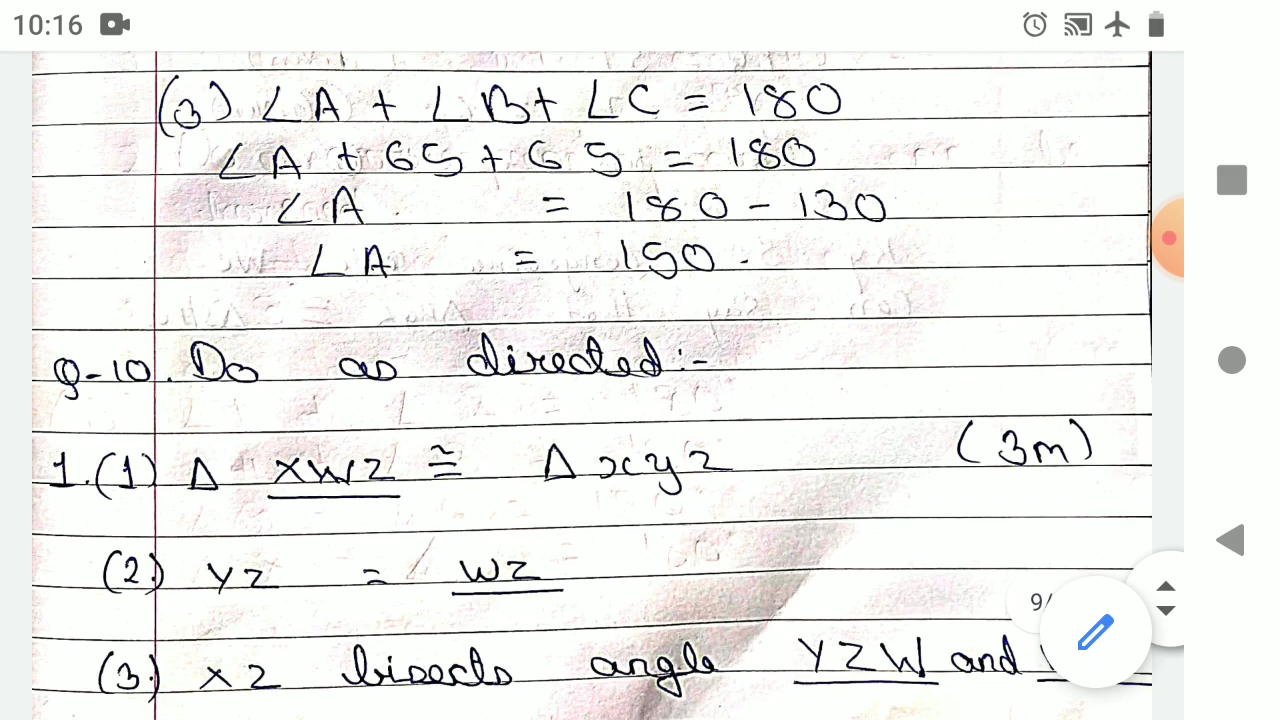 10:16
(3) ∠A + ∠B + ∠C = 180
∠A + 65 + 65 = 180
∠A = 180 - 130
∠A = 150.
Q-10. Do as directed :-
1. (1) Δ XWZ ≅ Δ xyz (3m)
(2) YZ = WZ
(3) XZ bisects angle YZW and
9/